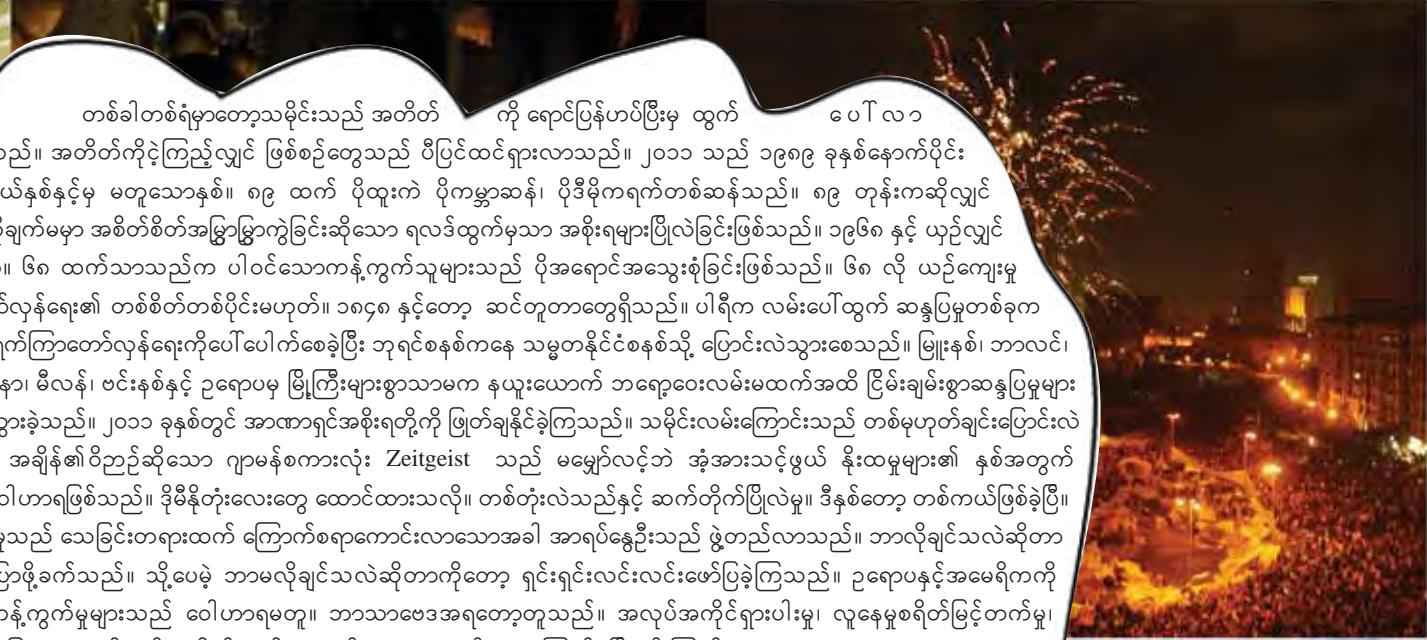 တစ်ခါတစ်ရံမှာတော့သမိုင်းသည် အတိတ် ကို ရောင်ပြန်ဟပ်ပြီးမှ ထွက် ပေါ်လာ
သည်။ အတိတ်ကိုငဲ့ကြည့်လျှင် ဖြစ်စဉ်တွေသည် ပီပြင်ထင်ရှားလာသည်။ ၂၀၁၁ သည် ၁၉၈၉ ခုနှစ်နောက်ပိုင်း
ယ်နှစ်နှင့်မှ မတူသောနှစ်။ ၈၉ ထက် ပိုထူးကဲ ပိုကမ္ဘာဆန်၊ ပိုဒီမိုကရက်တစ်ဆန်သည်။ ၈၉ တုန်းကဆိုလျှင်
အစိတ်စိတ်အမြွှာမြွှာကွဲခြင်းဆိုသော ရလဒ်ထွက်မှသာ အစိုးရများပြိုလဲခြင်းဖြစ်သည်။ ၁၉၆၈ နှင့် ယှဉ်လျှင်
၆၈ ထက်သာသည်က ပါဝင်သောကန့်ကွက်သူများသည် ပိုအရောင်အသွေးစုံခြင်းဖြစ်သည်။ ၆၈ လို ယဉ်ကျေးမှု
လှန်ရေး၏ တစ်စိတ်တစ်ပိုင်းမဟုတ်။ ၁၈၄၈ နှင့်တော့ ဆင်တူတာတွေရှိသည်။ ပါရီက လမ်းပေါ်ထွက် ဆန္ဒပြမှုတစ်ခုက
ရက်ကြာတော်လှန်ရေးကိုပေါ်ပေါက်စေခဲ့ပြီး ဘုရင်စနစ်ကနေ သမ္မတနိုင်ငံစနစ်သို့ ပြောင်းလဲသွားစေသည်။ မြူးနစ်၊ ဘာလင်၊
နာ၊ မီလန်၊ ဗင်းနစ်နှင့် ဥရောပမှ မြို့ကြီးများစွာသာမက နယူးယောက် ဘရော့ဝေးလမ်းမထက်အထိ ငြိမ်းချမ်းစွာဆန္ဒပြမှုများ
သွားခဲ့သည်။ ၂၀၁၁ ခုနှစ်တွင် အာဏာရှင်အစိုးရတို့ကို ဖြုတ်ချနိုင်ခဲ့ကြသည်။ သမိုင်းလမ်းကြောင်းသည် တစ်မုဟုတ်ချင်းပြောင်းလဲ
အချိန်၏ဝိဉာဉ်ဆိုသော ဂျာမန်စကားလုံး Zeitgeist သည် မမျှော်လင့်ဘဲ အံ့အားသင့်ဖွယ် နိုးထမှုများ၏ နှစ်အတွက်
ဝေါဟာရဖြစ်သည်။ ဒိုမီနိုတုံးလေးတွေ ထောင်ထားသလို။ တစ်တုံးလဲသည်နှင့် ဆက်တိုက်ပြိုလဲမှု။ ဒီနှစ်တော့ တစ်ကယ်ဖြစ်ခဲ့ပြီ။
မှုသည် သေခြင်းတရားထက် ကြောက်စရာကောင်းလာသောအခါ အာရပ်နွေဦးသည် ဖွဲ့တည်လာသည်။ ဘာလိုချင်သလဲဆိုတာ
ပြောဖို့ခက်သည်။ သို့ပေမဲ့ ဘာမလိုချင်သလဲဆိုတာကိုတော့ ရှင်းရှင်းလင်းလင်းဖော်ပြခဲ့ကြသည်။ ဥရောပနှင့်အမေရိကကို
ကန့်ကွက်မှုများသည် ဝေါဟာရမတူ။ ဘာသာဗေဒအရတော့တူသည်။ အလုပ်အကိုင်ရှားပါးမှု၊ လူနေမှုစရိတ်မြင့်တက်မှု၊